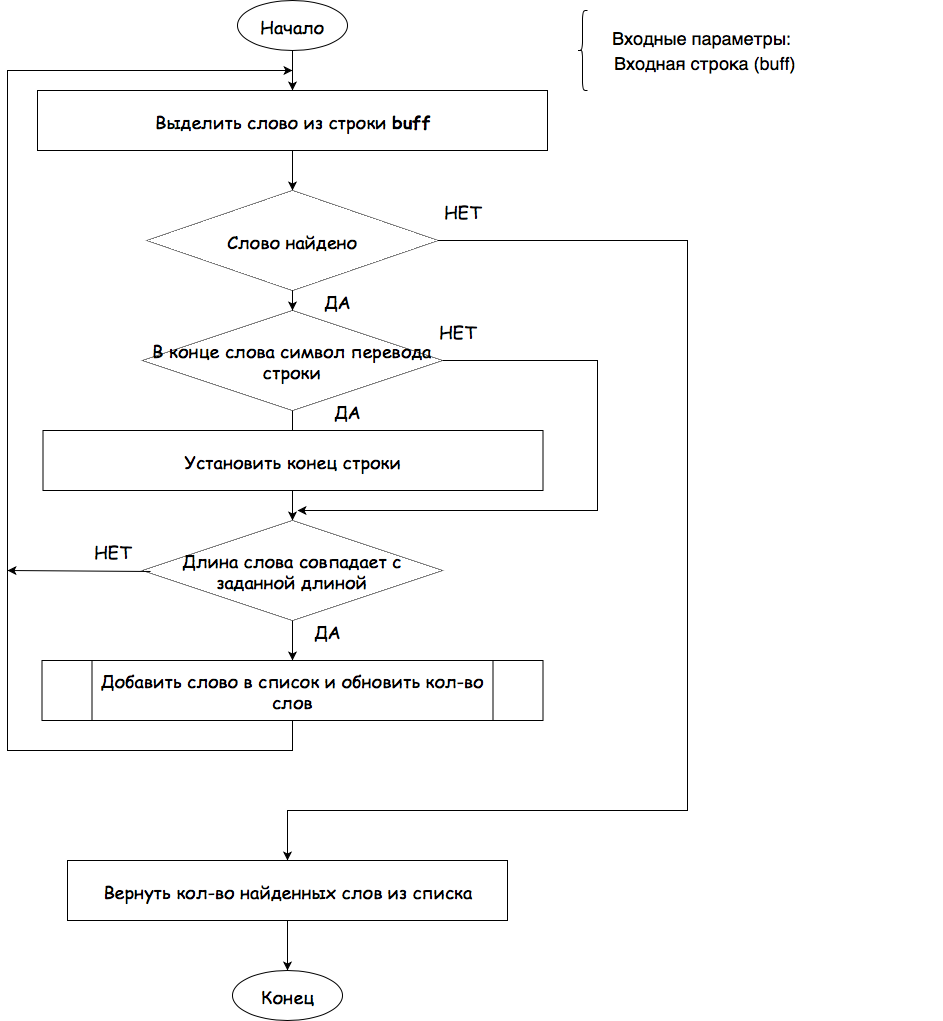 Начало
Входные параметры:
Входная строка (buff)
Выделить слово из строки buff
НЕТ
Слово найдено
ДА
НЕТ
В конце слова символ перевода
строки
ДА
Установить конец строки
НЕТ
Длина слова совпадает с
заданной длиной
ДА
Добавить слово в список и обновить кол-во
слов
Вернуть кол-во найденных слов из списка
Конец